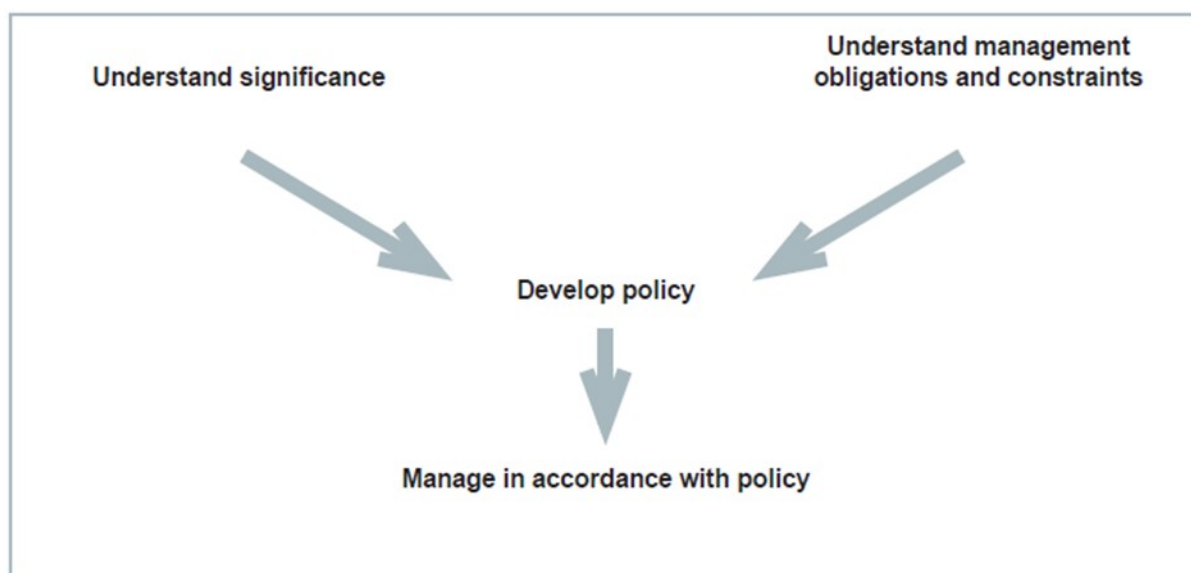 Understand significance
Understand management
obligations and constraints
Develop policy
Manage in accordance with policy